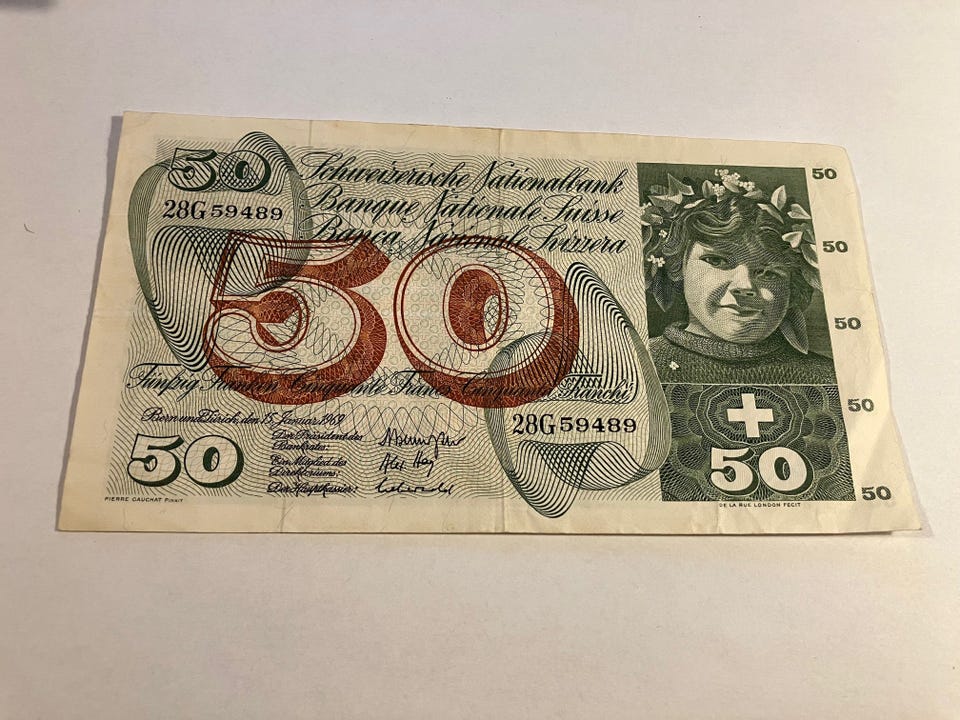 50
Schweizerische Nationalbank
28G59489
Banque Nationale Suisse
Banca Nazionale Svizzera
50
Fünfzig Franken Cinquante Francs Cinquanta Franchi
Bern und Zürich, den 15. Januar 1969
Der Präsident des
Bankrates:
Ein Mitglied des
Direktoriums:
Der Hauptkassier:
28G59489
50
PIERRE GAUCHAT PINXIT
50
50
50
50
50
50
DE LA RUE LONDON FECIT